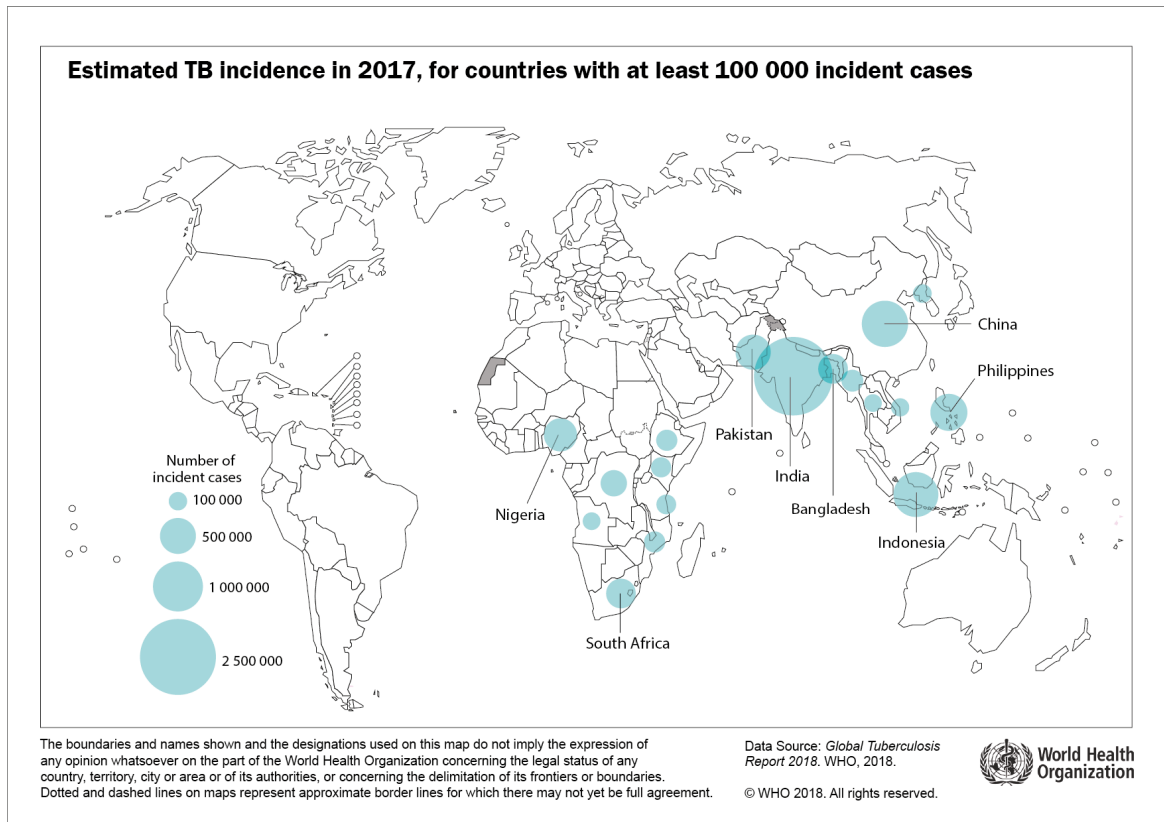 Estimated TB incidence in 2017, for countries with at least 100 000 incident cases
China
Philippines
Pakistan
India
Bangladesh
Nigeria
Indonesia
South Africa
Number of
incident cases
100 000
500 000
1 000 000
2 500 000
The boundaries and names shown and the designations used on this map do not imply the expression of
any opinion whatsoever on the part of the World Health Organization concerning the legal status of any
country, territory, city or area or of its authorities, or concerning the delimitation of its frontiers or boundaries.
Dotted and dashed lines on maps represent approximate border lines for which there may not yet be full agreement.
Data Source: Global Tuberculosis
Report 2018. WHO, 2018.
© WHO 2018. All rights reserved.
World Health
Organization